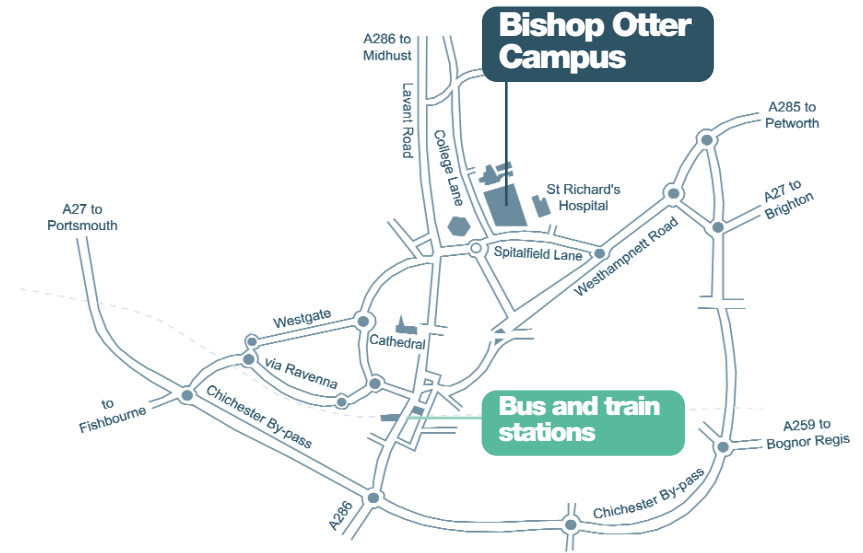 Bishop Otter
Campus
A286 to
Midhust
Lavant Road
College Lane
A285 to
Petworth
St Richard's
Hospital
A27 to
Brighton
A27 to
Portsmouth
Spitalfield Lane
Westhampnett Road
Westgate
Cathedral
via Ravenna
to
Fishbourne
Chichester By-pass
Bus and train
stations
A259 to
Bognor Regis
A286
Chichester By-pass